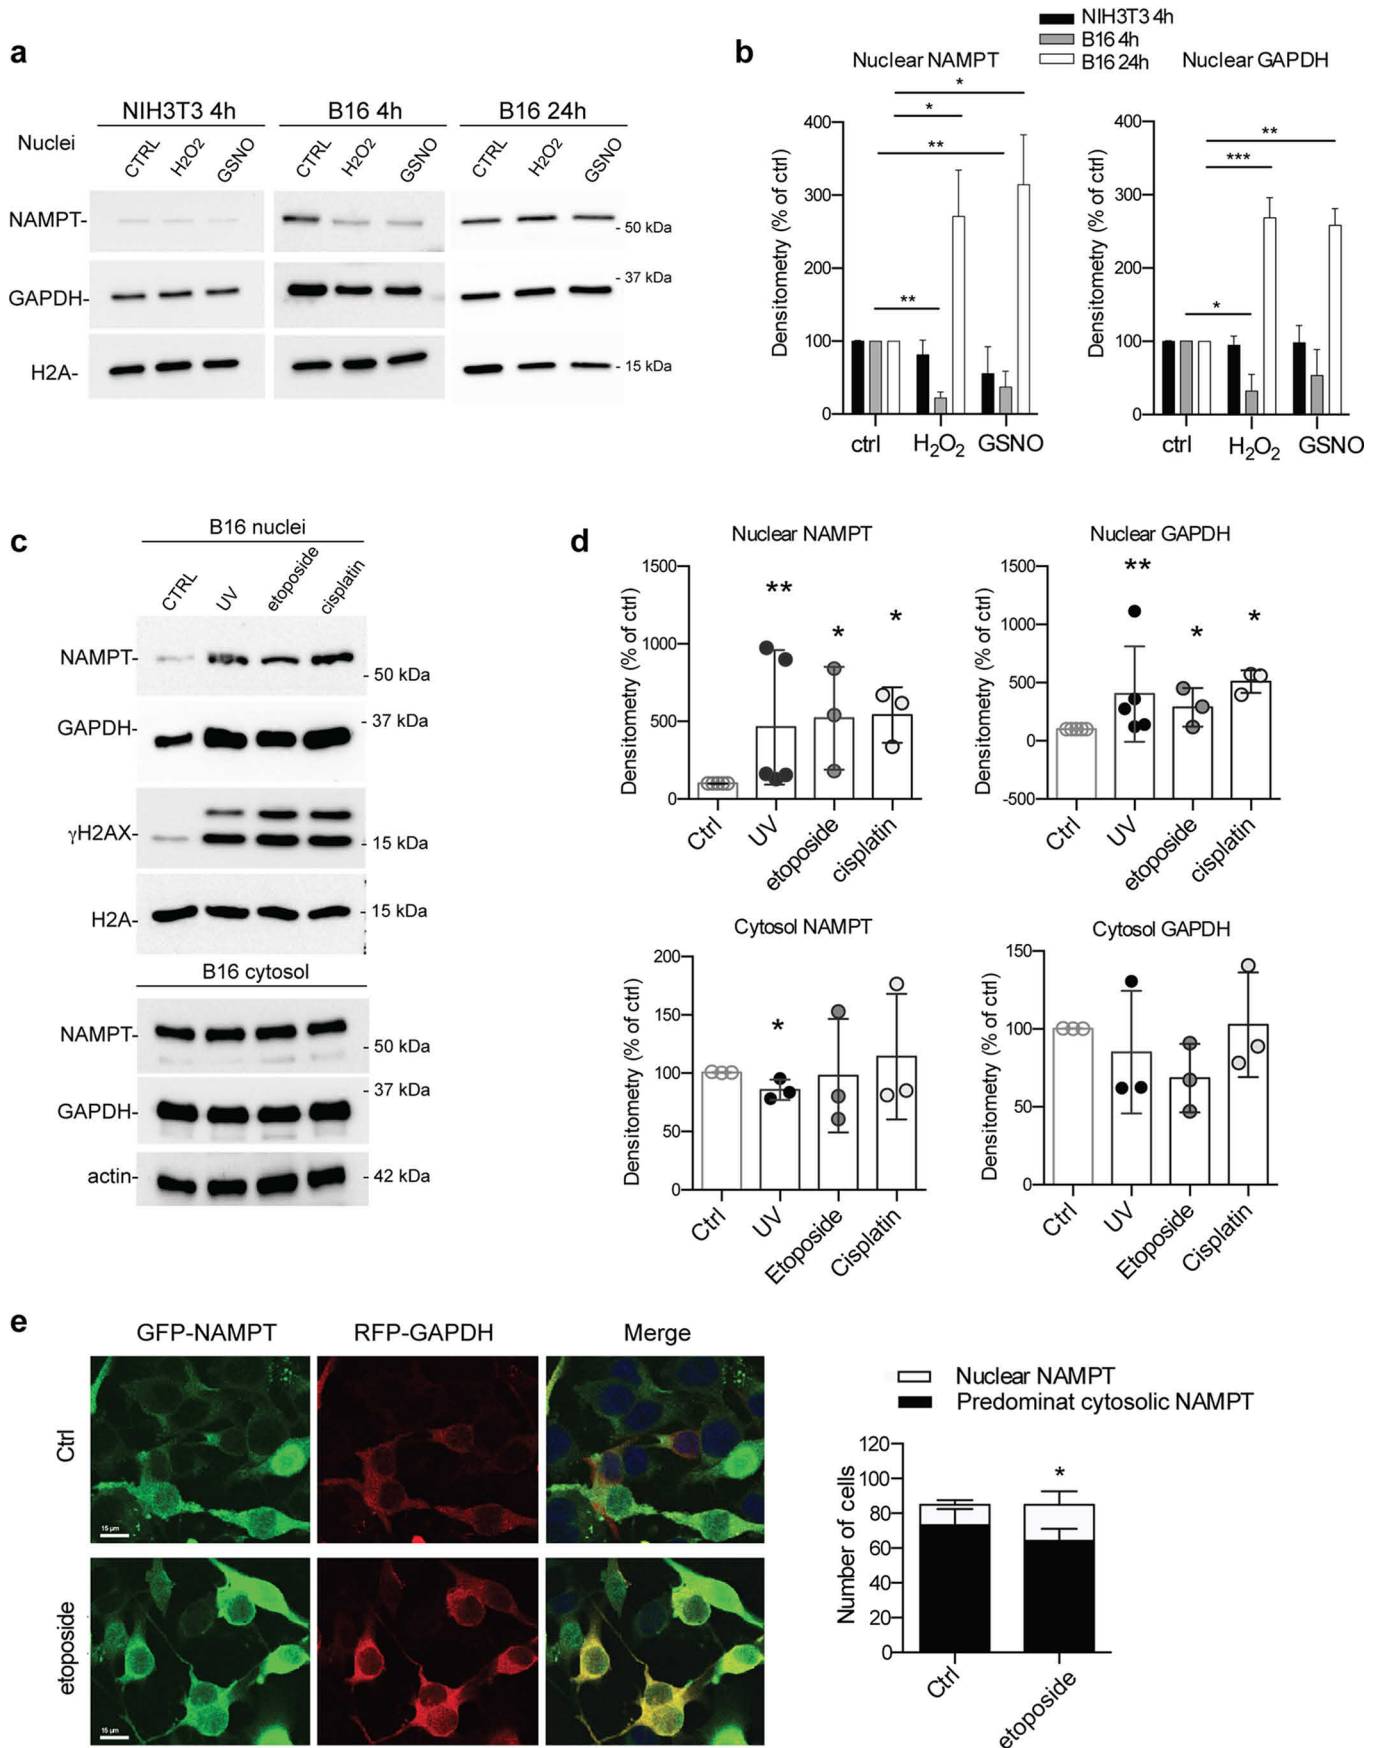 a
NIH3T3 4h
B16 4h
B16 24h
Nuclei
CTRL
H2O2
GSNO
CTRL
H2O2
GSNO
CTRL
H2O2
GSNO
NAMPT-
- 50 kDa
GAPDH-
- 37 kDa
H2A-
- 15 kDa
b
NIH3T3 4h
B16 4h
B16 24h
Nuclear NAMPT
Densitometry (% of ctrl)
400
300
200
100
0
*
*
**
**
ctrl
H2O2
GSNO
Nuclear GAPDH
Densitometry (% of ctrl)
400
300
200
100
0
**
***
*
ctrl
H2O2
GSNO
c
B16 nuclei
CTRL
UV
etoposide
cisplatin
NAMPT-
- 50 kDa
GAPDH-
- 37 kDa
γH2AX-
- 15 kDa
H2A-
- 15 kDa
B16 cytosol
NAMPT-
- 50 kDa
GAPDH-
- 37 kDa
actin-
- 42 kDa
d
Nuclear NAMPT
Densitometry (% of ctrl)
1500
1000
500
0
**
*
*
Ctrl
UV
etoposide
cisplatin
Nuclear GAPDH
Densitometry (% of ctrl)
1500
1000
500
0
-500
**
*
*
Ctrl
UV
etoposide
cisplatin
Cytosol NAMPT
Densitometry (% of ctrl)
200
150
100
50
0
*
Ctrl
UV
Etoposide
Cisplatin
Cytosol GAPDH
Densitometry (% of ctrl)
150
100
50
0
Ctrl
UV
Etoposide
Cisplatin
e
GFP-NAMPT
RFP-GAPDH
Merge
Ctrl
15 µm
etoposide
15 µm
Nuclear NAMPT
Predominat cytosolic NAMPT
Number of cells
120
100
80
60
40
20
0
*
Ctrl
etoposide